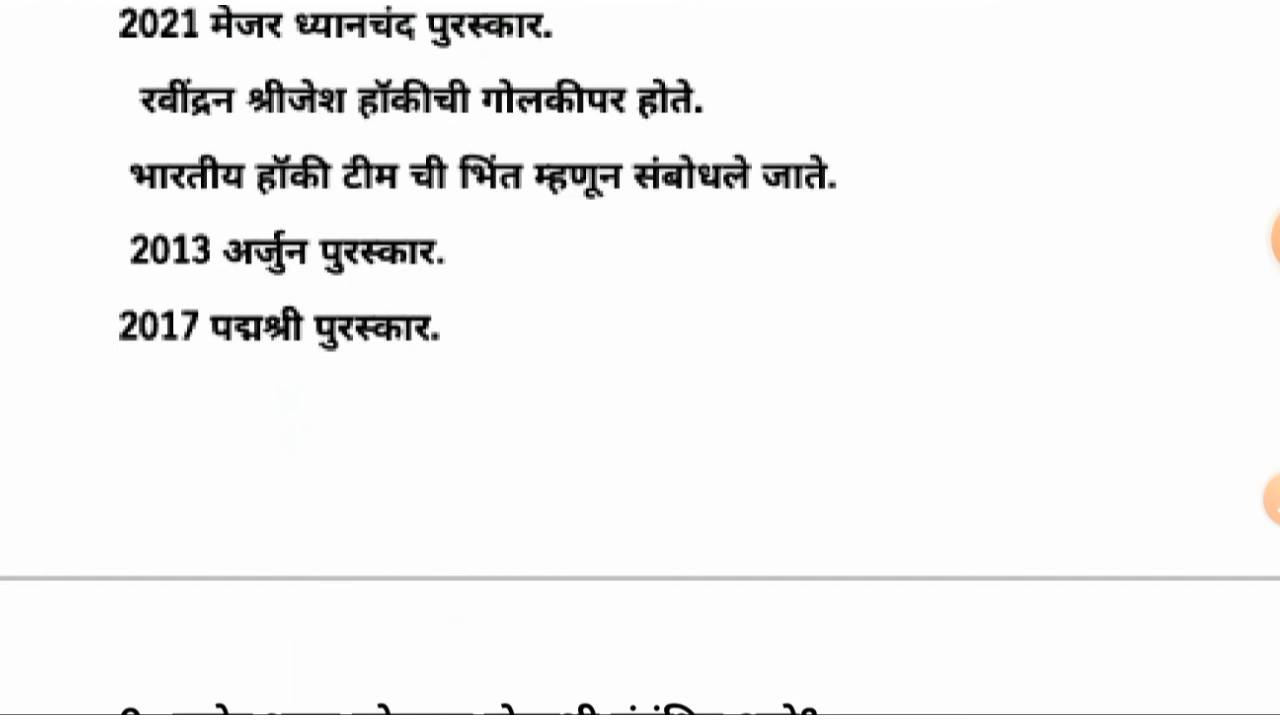 2021 मेजर ध्यानचंद पुरस्कार.
रवींद्रन श्रीजेश हॉकीची गोलकीपर होते.
भारतीय हॉकी टीम ची भिंत म्हणून संबोधले जाते.
2013 अर्जुन पुरस्कार.
2017 पद्मश्री पुरस्कार.